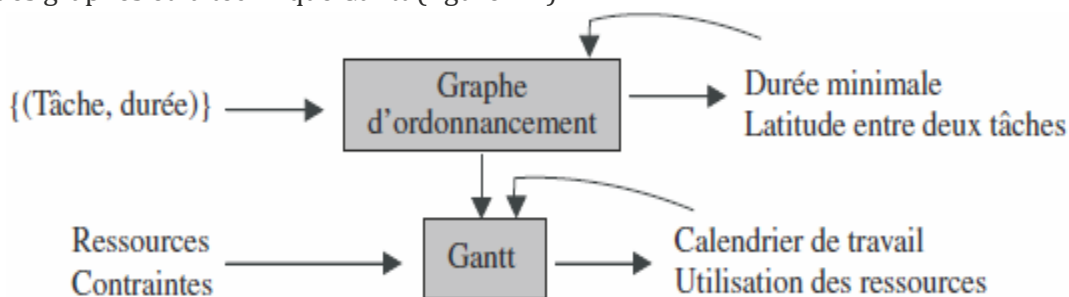 {(Tâche, durée)}
Graphe
d'ordonnancement
Durée minimale
Latitude entre deux tâches
Ressources
Contraintes
Gantt
Calendrier de travail
Utilisation des ressources